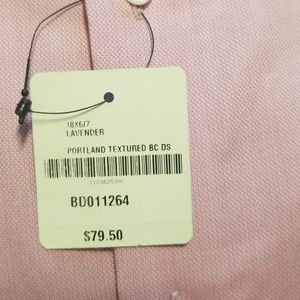 18X6/7
LAVENDER
PORTLAND TEXTURED BC DS
BD011264
$79.50